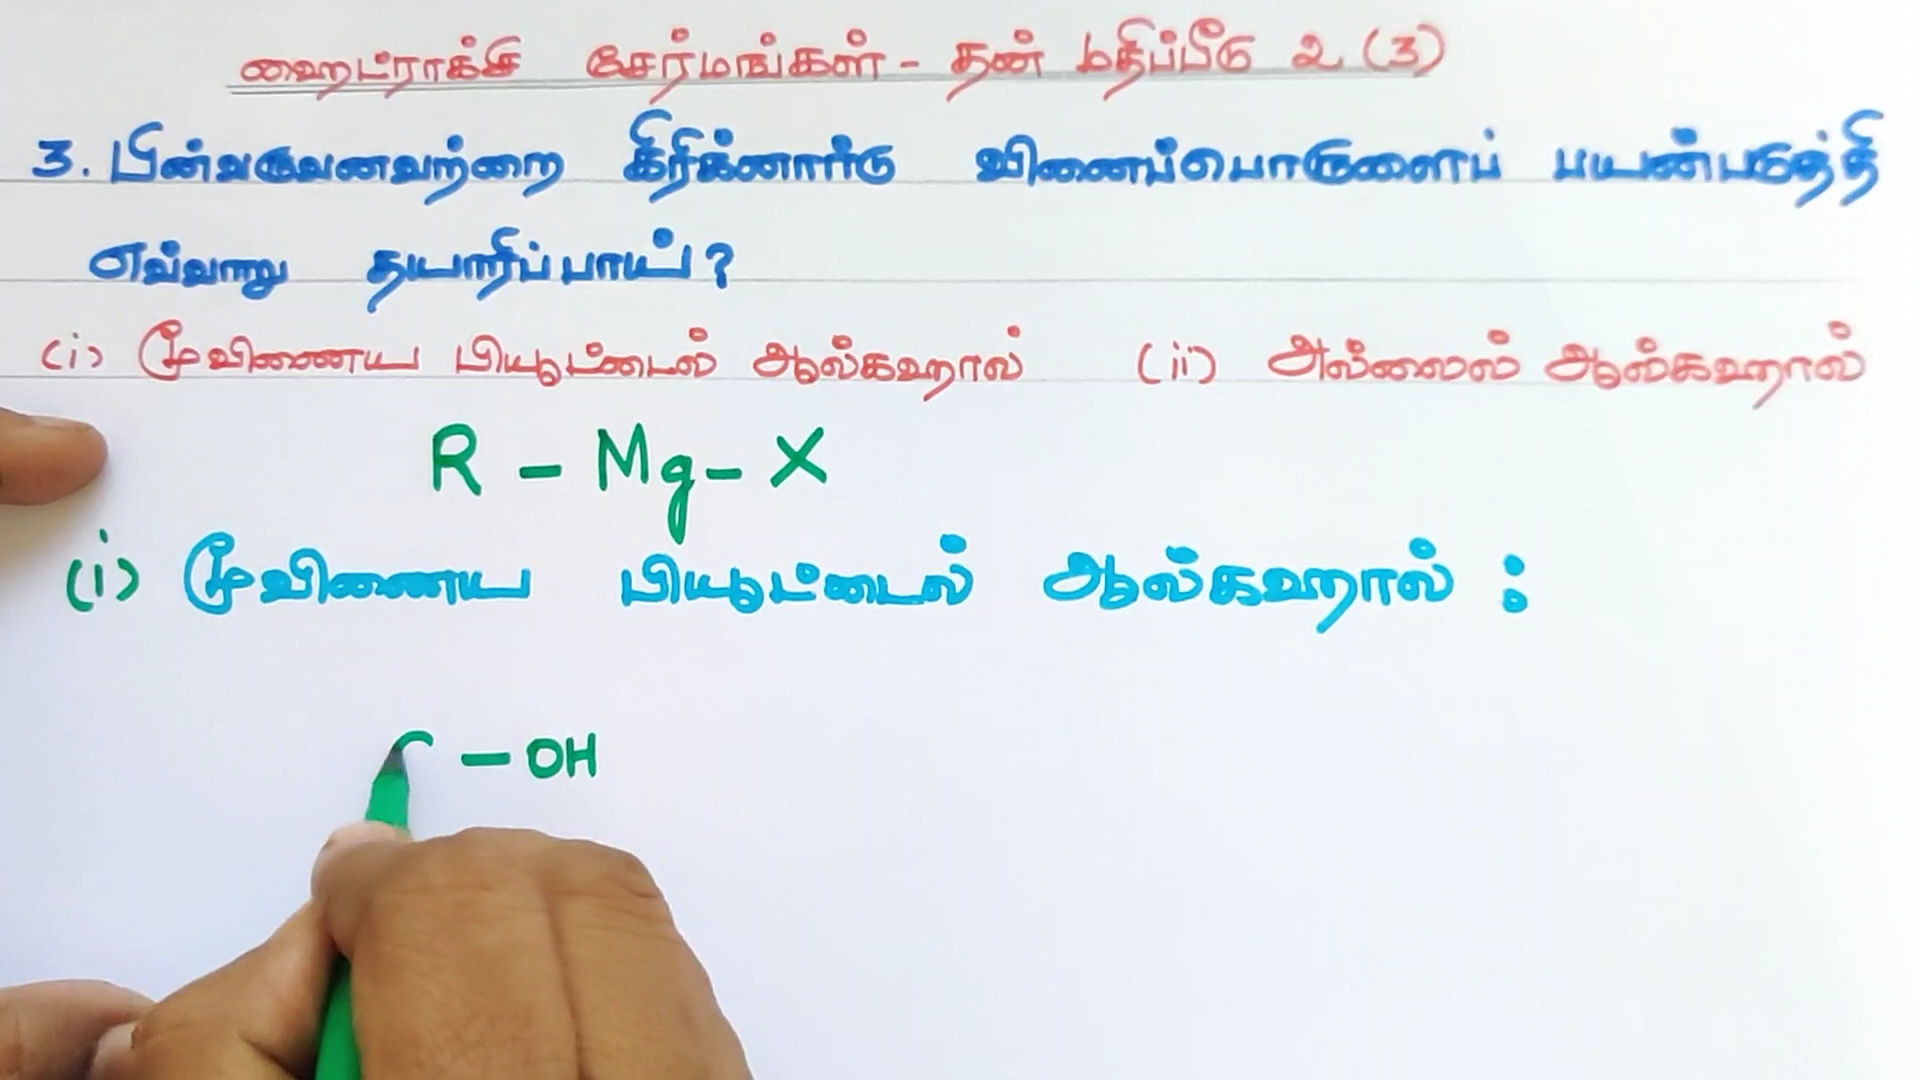 ஹைட்ராக்சி சேர்மங்கள் - தன் மதிப்பீடு 2 (3)
3. பின்வருவனவற்றை கிரிக்னார்டு வினைப்பொருளைப் பயன்படுத்தி
எவ்வாறு தயாரிப்பாய்?
(i) மூவிணைய பியூட்டைல் ஆல்கஹால் (ii) அல்லைல் ஆல்கஹால்
R - Mg - X
(i) மூவிணைய பியூட்டைல் ஆல்கஹால் :
C - OH